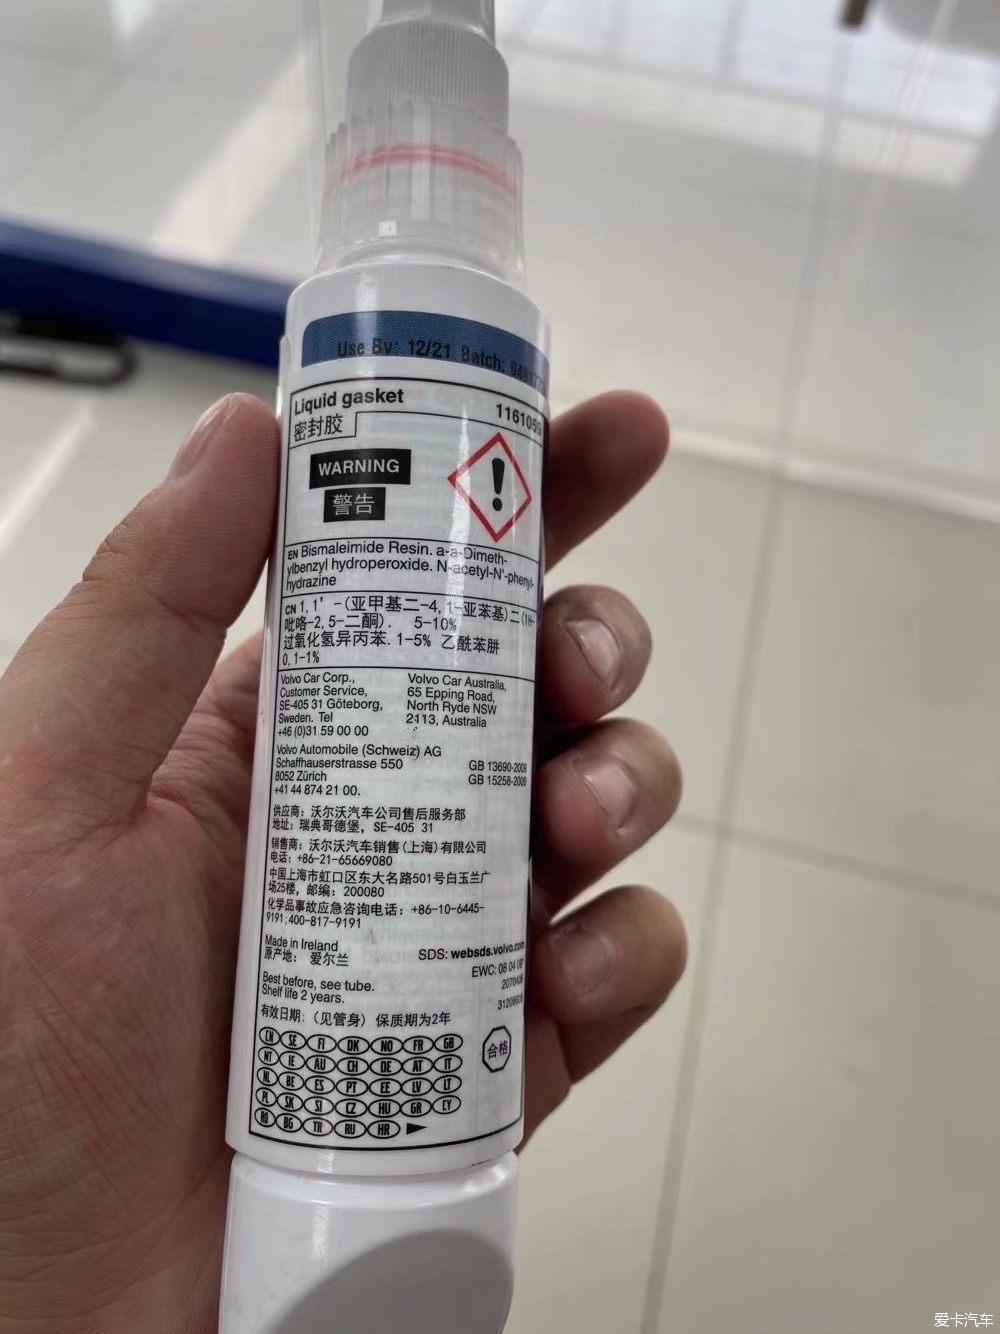 Use By: 12/21 Batch:
Liquid gasket
密封胶
WARNING
警告
EN Bismaleimide Resin. a-a-Dimeth-
ylbenzyl hydroperoxide. N-acetyl-N'-phenyl-
hydrazine
CN 1, 1' -(亚甲基二-4, 1-亚苯基)二(1H-
吡咯-2, 5-二酮). 5-10%
过氧化氢异丙苯. 1-5% 乙酰苯肼
0, 1-1%
Volvo Car Corp.,
Customer Service,
SE-405 31 Göteborg,
Sweden. Tel
+46 (0)31 59 00 00
Volvo Car Australia,
65 Epping Road,
North Ryde NSW
2113, Australia
Volvo Automobile (Schweiz) AG
Schaffhauserstrasse 550
8052 Zürich
+41 44 874 21 00.
GB 13690-2009
GB 15258-2009
供应商: 沃尔沃汽车公司售后服务部
地址: 瑞典哥德堡, SE-405 31
销售商: 沃尔沃汽车销售(上海)有限公司
电话: +86-21-65669080
中国上海市虹口区东大名路501号白玉兰广
场25楼, 邮编: 200080
化学品事故应急咨询电话: +86-10-6445-
9191;400-817-9191
Made in Ireland
原产地: 爱尔兰
SDS: websds.volvo.com
EWC: 08 04 09*
Best before, see tube.
Shelf life 2 years.
有效日期: (见管身) 保质期为2年
CN SE FI DK NO FR GB
MT IE AU CH DE AT IT
NL BE ES PT EE LV LT
PL SK SI CZ HU GR CY
RO BG TR RU HR
合格
爱卡汽车